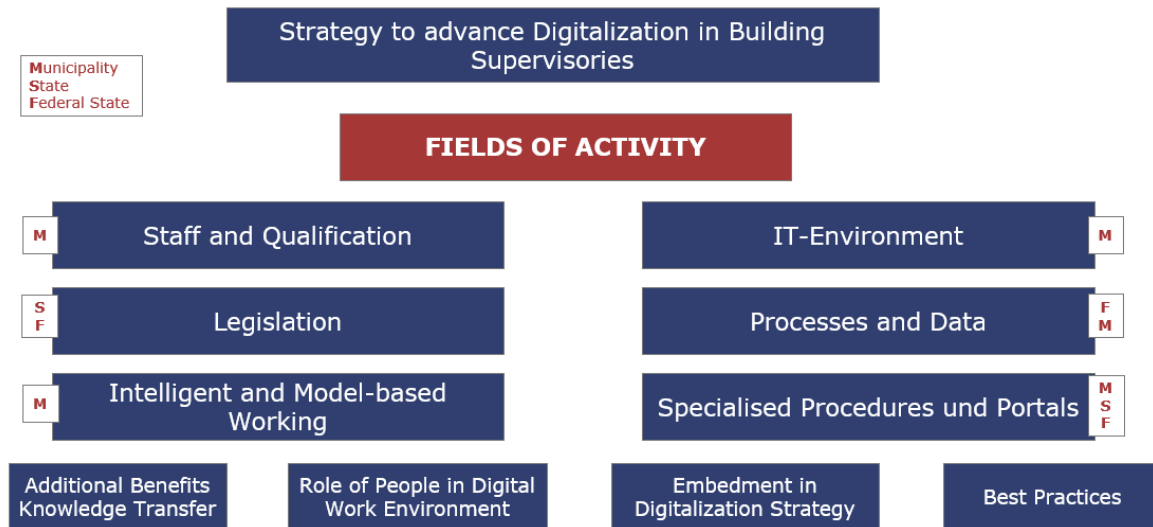 Strategy to advance Digitalization in Building
Supervisories
Municipality
State
Federal State
FIELDS OF ACTIVITY
M
Staff and Qualification
IT-Environment
M
S
F
Legislation
Processes and Data
F
M
M
Intelligent and Model-based
Working
Specialised Procedures und Portals
M
S
F
Additional Benefits
Knowledge Transfer
Role of People in Digital
Work Environment
Embedment in
Digitalization Strategy
Best Practices